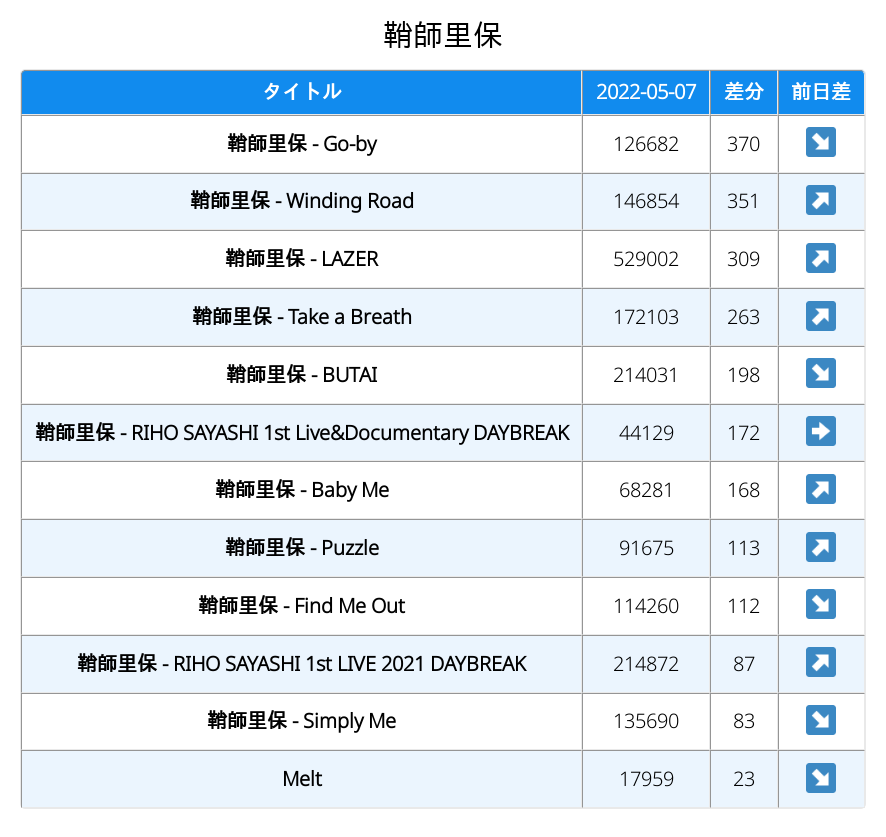 鞘師里保
タイトル 2022-05-07 差分 前日差
鞘師里保 - Go-by 126682 370 ↘
鞘師里保 - Winding Road 146854 351 ↗
鞘師里保 - LAZER 529002 309 ↗
鞘師里保 - Take a Breath 172103 263 ↗
鞘師里保 - BUTAI 214031 198 ↘
鞘師里保 - RIHO SAYASHI 1st Live&Documentary DAYBREAK 44129 172 ➡
鞘師里保 - Baby Me 68281 168 ↗
鞘師里保 - Puzzle 91675 113 ↗
鞘師里保 - Find Me Out 114260 112 ↘
鞘師里保 - RIHO SAYASHI 1st LIVE 2021 DAYBREAK 214872 87 ↗
鞘師里保 - Simply Me 135690 83 ↘
Melt 17959 23 ↘